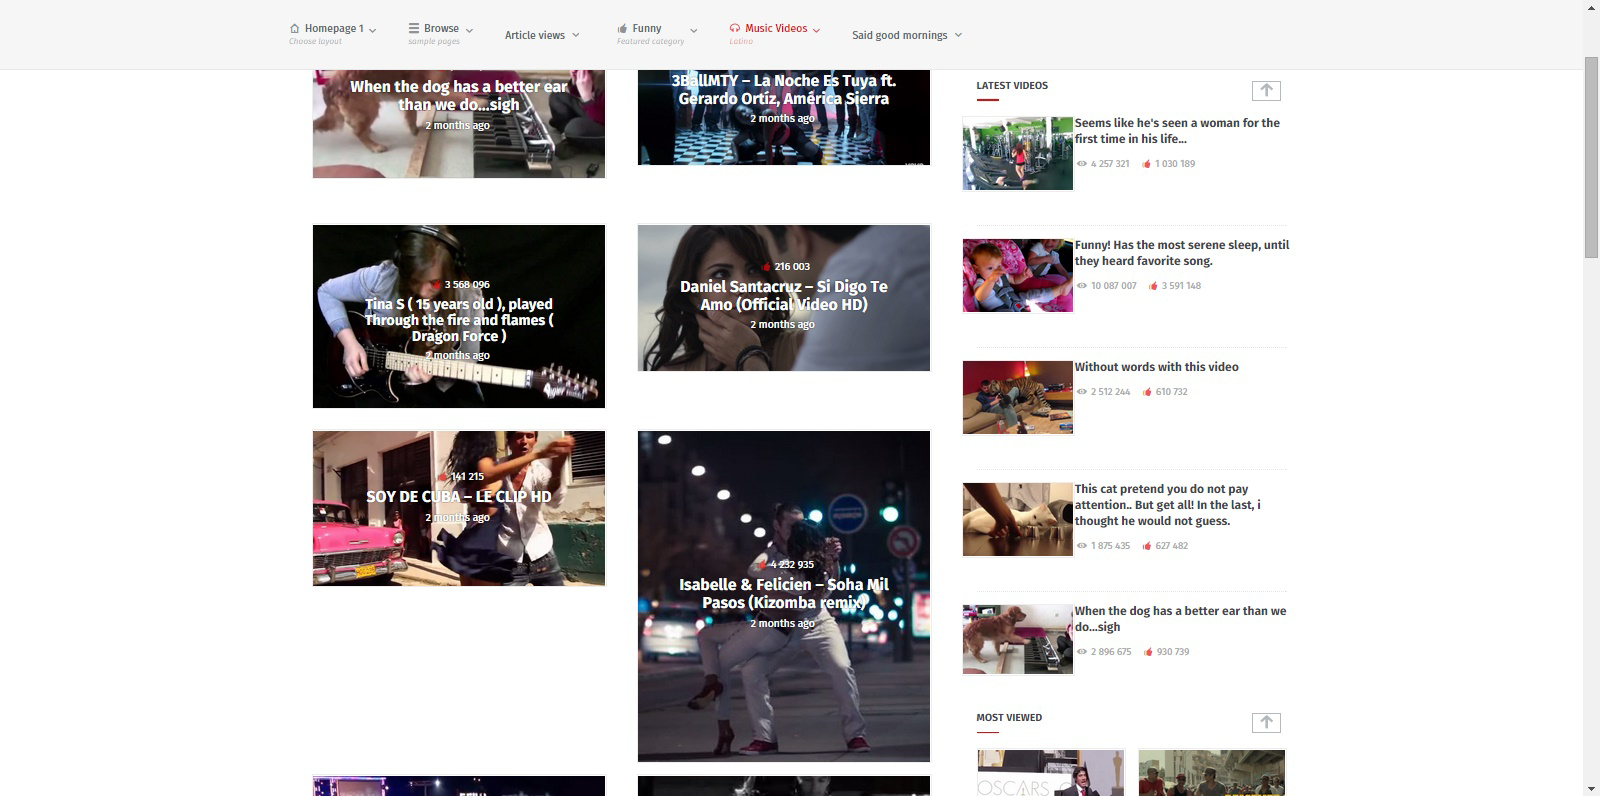 Homepage 1
Choose layout
Browse
sample pages
Article views
Funny
Featured category
Music Videos
Latino
Said good mornings
When the dog has a better ear
than we do...sigh
2 months ago
3BallMTY – La Noche Es Tuya ft.
Gerardo Ortíz, América Sierra
2 months ago
3 568 096
Tina S ( 15 years old ), played
Through the fire and flames (
Dragon Force )
2 months ago
216 003
Daniel Santacruz – Si Digo Te
Amo (Official Video HD)
2 months ago
141 215
SOY DE CUBA – LE CLIP HD
2 months ago
4 232 935
Isabelle & Felicien – Soha Mil
Pasos (Kizomba remix)
2 months ago
LATEST VIDEOS
Seems like he's seen a woman for the
first time in his life...
4 257 321 1 030 189
Funny! Has the most serene sleep, until
they heard favorite song.
10 087 007 3 591 148
Without words with this video
2 512 244 610 732
This cat pretend you do not pay
attention.. But get all! In the last, i
thought he would not guess.
1 875 435 627 482
When the dog has a better ear than we
do...sigh
2 896 675 930 739
MOST VIEWED
OSCARS